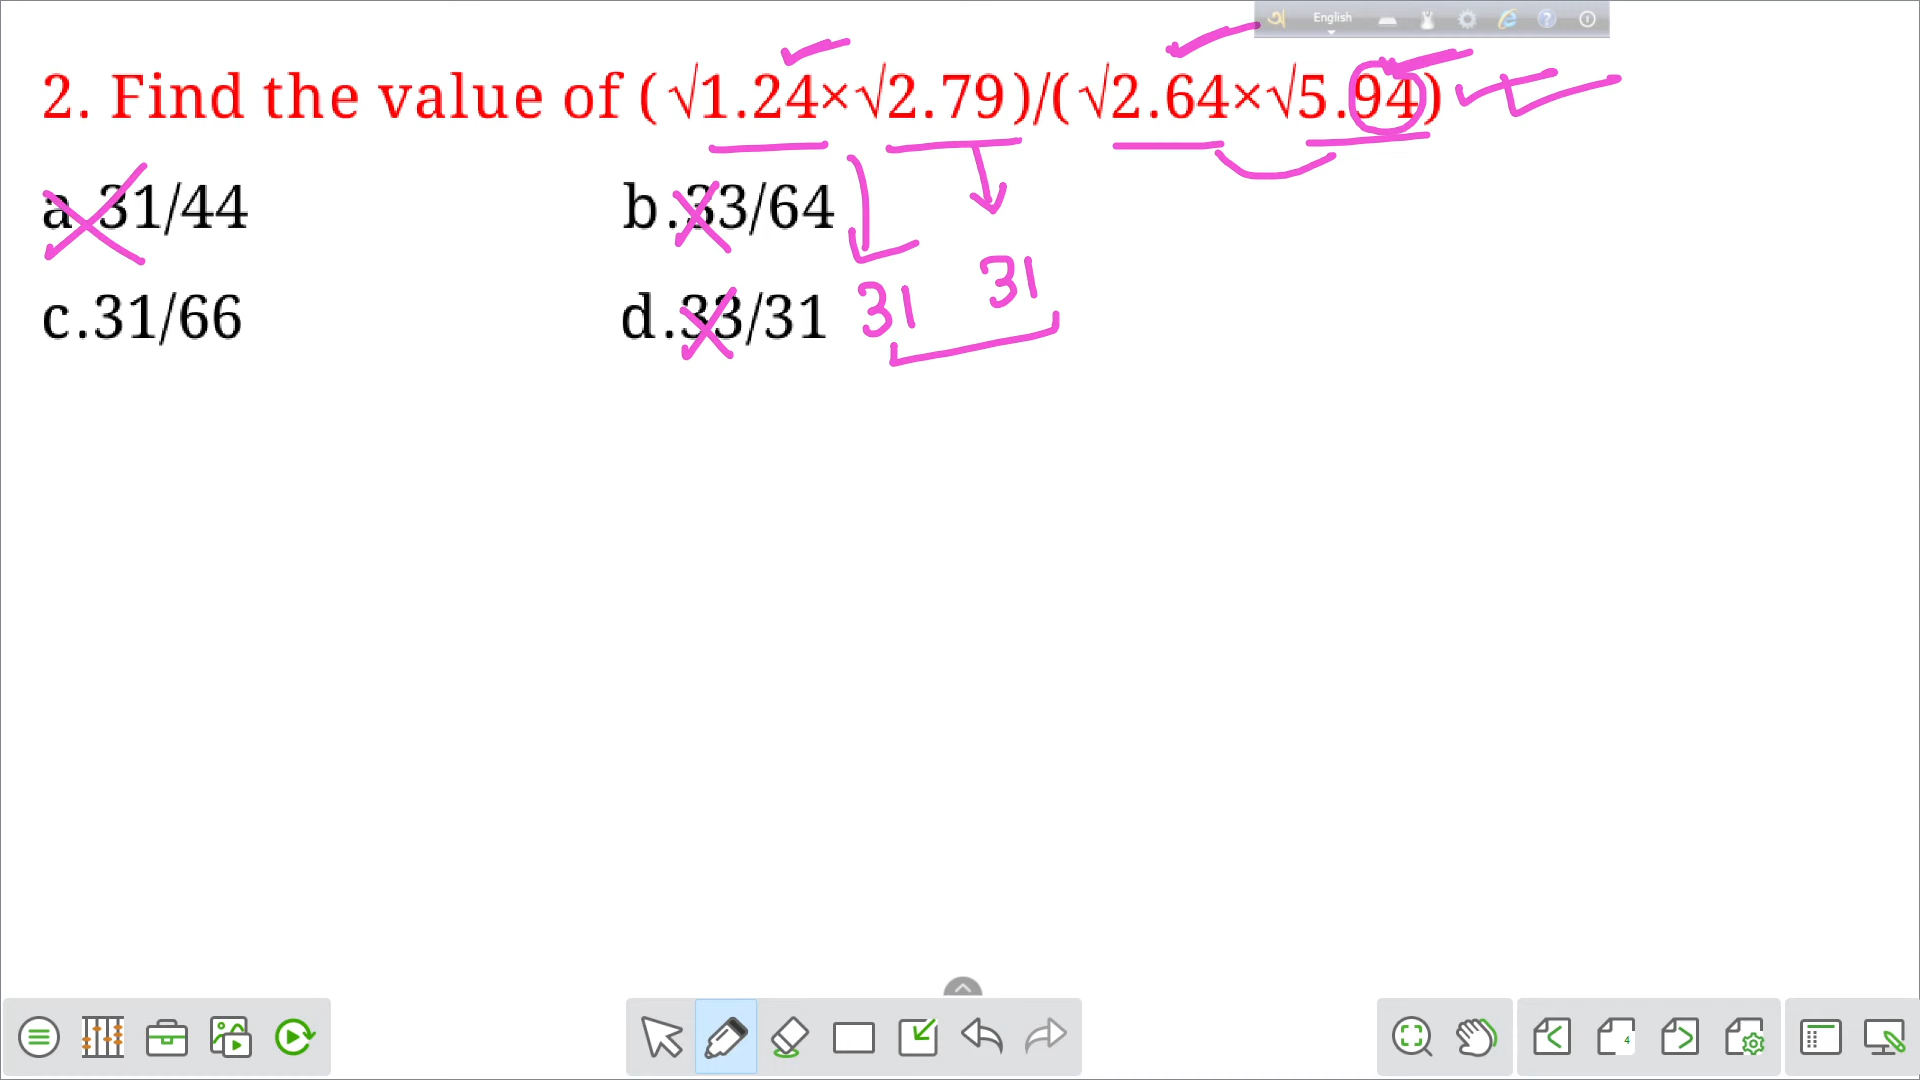 English
2. Find the value of (√1.24×√2.79)/(√2.64×√5.94)
a.31/44 b.33/64
c.31/66 d.33/31
31 31
4